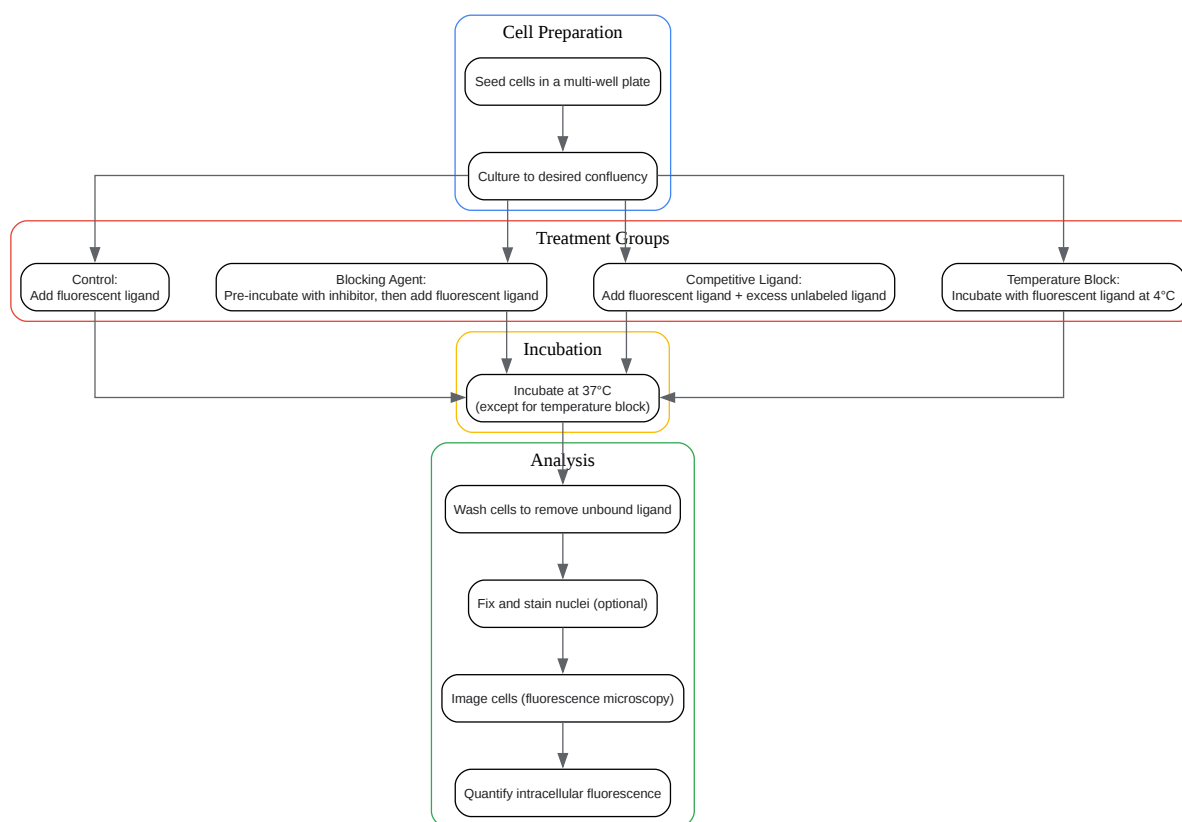 Cell Preparation
Seed cells in a multi-well plate
Culture to desired confluency
Treatment Groups
Control:
Add fluorescent ligand
Blocking Agent:
Pre-incubate with inhibitor, then add fluorescent ligand
Competitive Ligand:
Add fluorescent ligand + excess unlabeled ligand
Temperature Block:
Incubate with fluorescent ligand at 4°C
Incubation
Incubate at 37°C
(except for temperature block)
Analysis
Wash cells to remove unbound ligand
Fix and stain nuclei (optional)
Image cells (fluorescence microscopy)
Quantify intracellular fluorescence